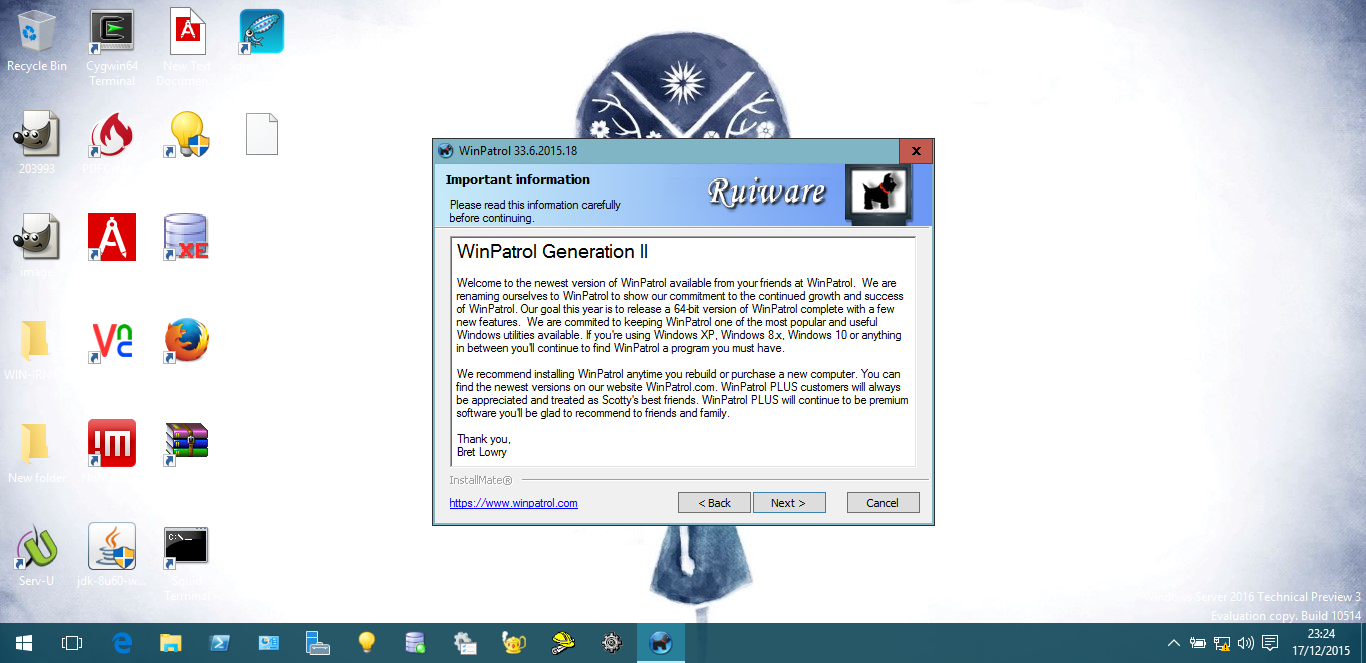 Recycle Bin
Cygwin64
Terminal
New Text
Documen...
203993
image
XE
WIN-iRN
New folder
Serv-U
jdk-8u60-w...
C:\._
Terminal
WinPatrol 33.6.2015.18
x
Important information
Please read this information carefully
before continuing.
Ruiware
WinPatrol Generation II
Welcome to the newest version of WinPatrol available from your friends at WinPatrol. We are
renaming ourselves to WinPatrol to show our commitment to the continued growth and success
of WinPatrol. Our goal this year is to release a 64-bit version of WinPatrol complete with a few
new features. We are commited to keeping WinPatrol one of the most popular and useful
Windows utilities available. If you're using Windows XP, Windows 8.x, Windows 10 or anything
in between you'll continue to find WinPatrol a program you must have.
We recommend installing WinPatrol anytime you rebuild or purchase a new computer. You can
find the newest versions on our website WinPatrol.com. WinPatrol PLUS customers will always
be appreciated and treated as Scotty's best friends. WinPatrol PLUS will continue to be premium
software you'll be glad to recommend to friends and family.
Thank you,
Bret Lowry
InstallMate®
https://www.winpatrol.com
< Back
Next >
Cancel
Server 2016 Technical Preview 3
Evaluation copy. Build 10514
23:24
17/12/2015